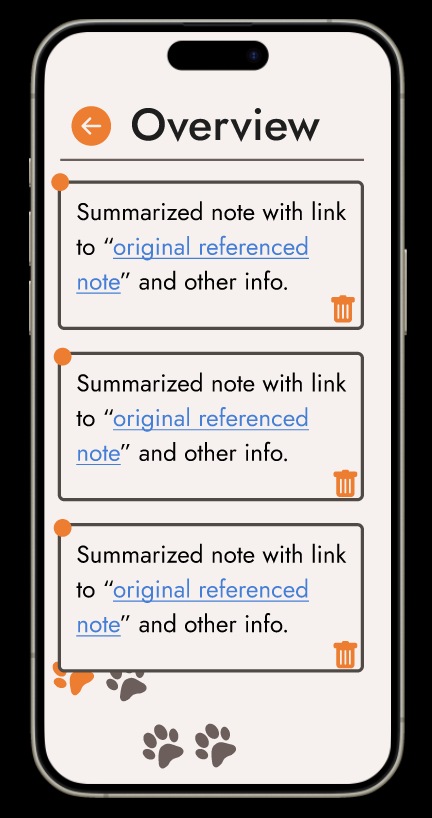 Overview
Summarized note with link
to “original referenced
note” and other info.
Summarized note with link
to “original referenced
note” and other info.
Summarized note with link
to “original referenced
note” and other info.